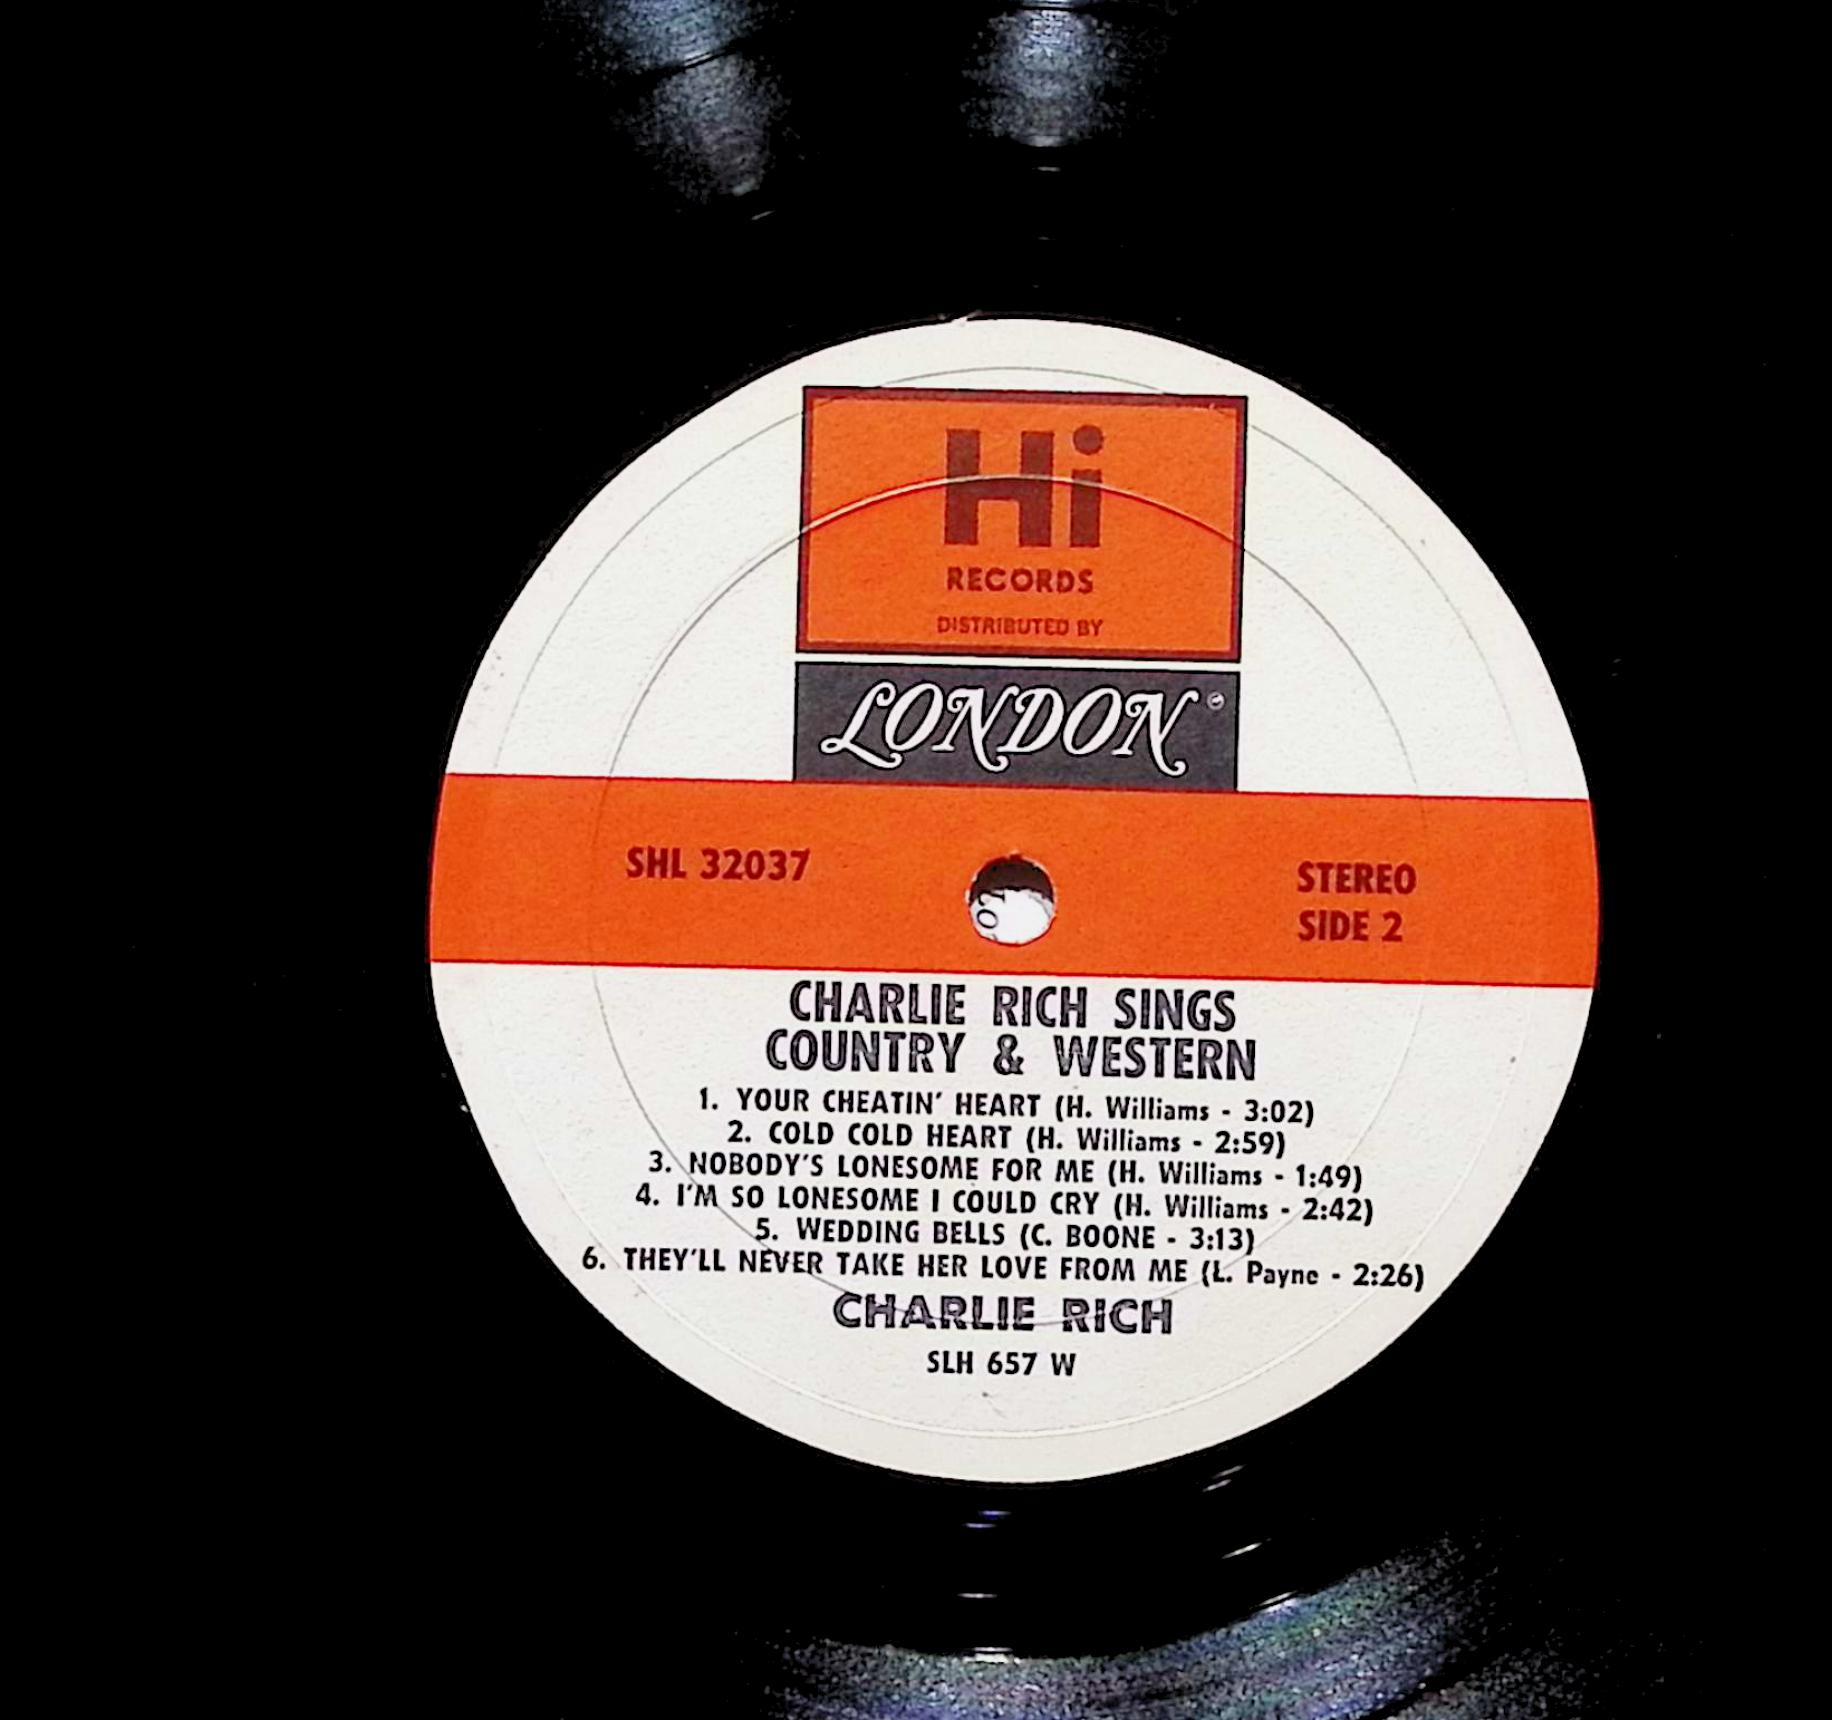 Hi
RECORDS
DISTRIBUTED BY
LONDON®
SHL 32037
STEREO
SIDE 2
CHARLIE RICH SINGS
COUNTRY & WESTERN
1. YOUR CHEATIN' HEART (H. Williams - 3:02)
2. COLD COLD HEART (H. Williams - 2:59)
3. NOBODY'S LONESOME FOR ME (H. Williams - 1:49)
4. I'M SO LONESOME I COULD CRY (H. Williams - 2:42)
5. WEDDING BELLS (C. BOONE - 3:13)
6. THEY'LL NEVER TAKE HER LOVE FROM ME (L. Payne - 2:26)
CHARLIE RICH
SLH 657 W